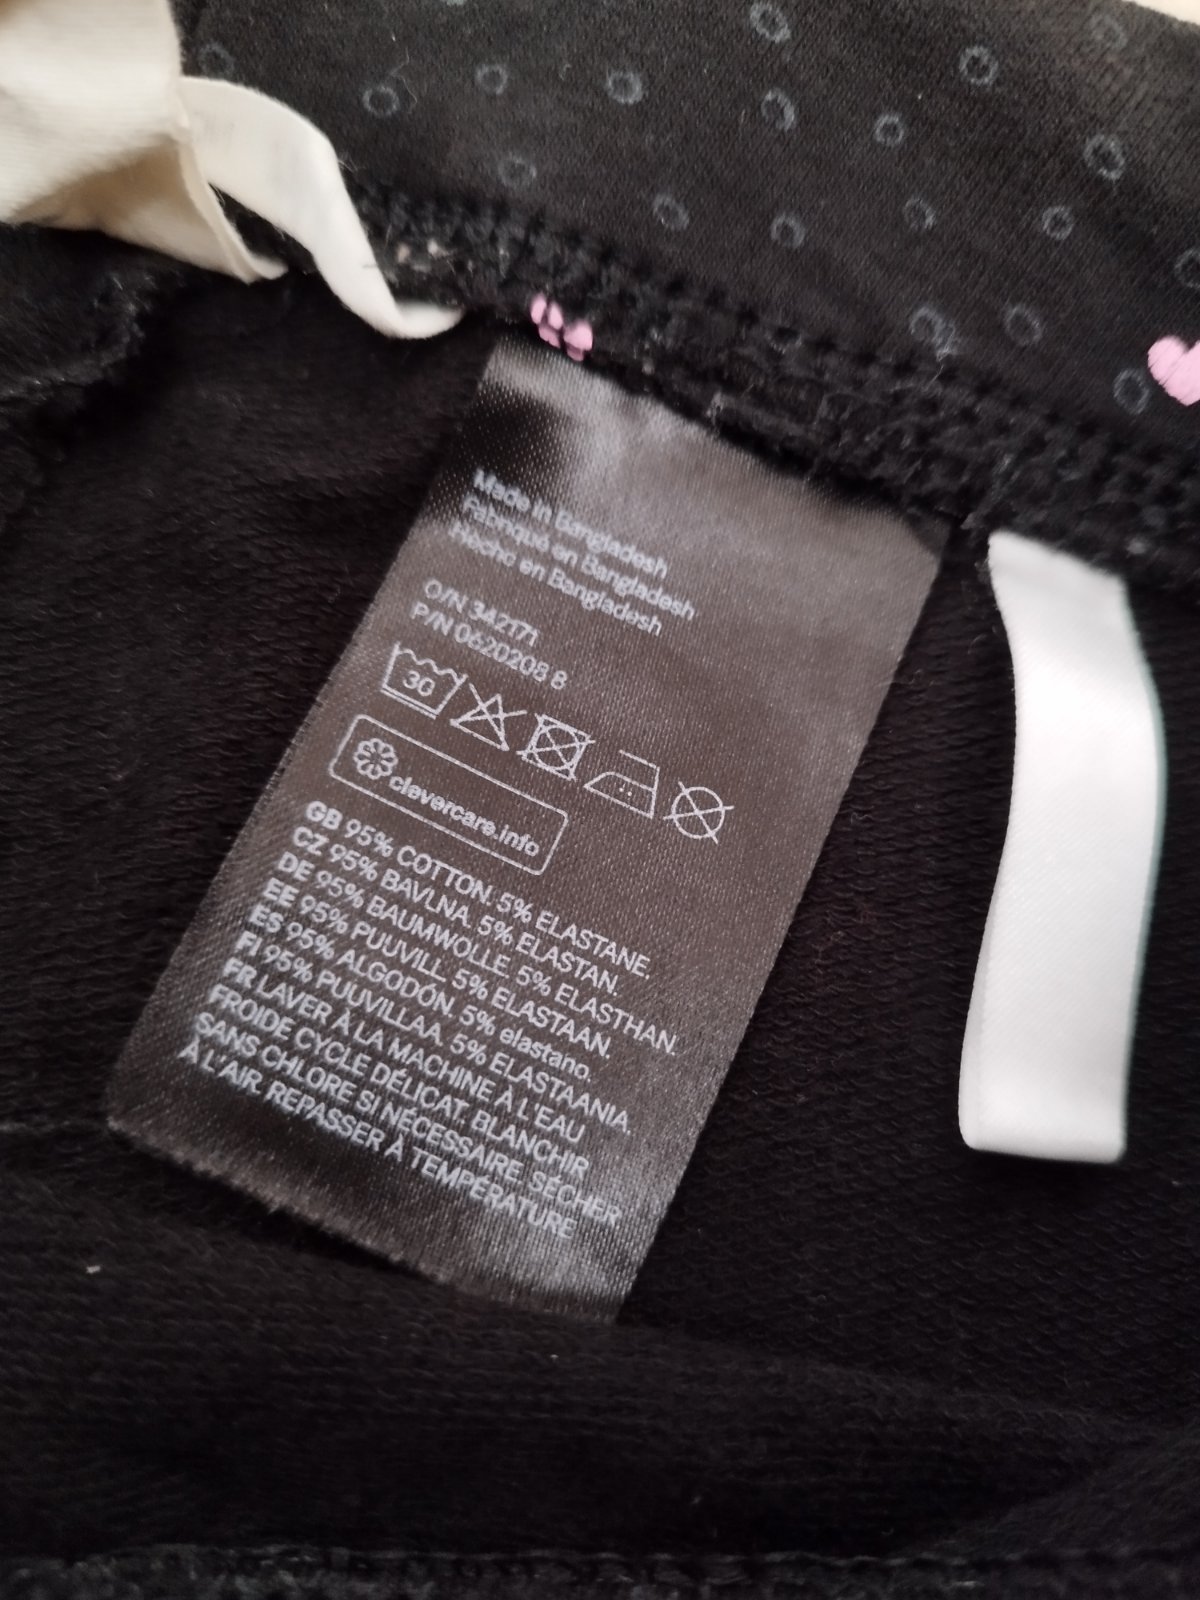 Made in Bangladesh
Fabriqué en Bangladesh
Hecho en Bangladesh
O/N 342171
P/N 0620208 8
30
clevercare.info
GB 95% COTTON. 5% ELASTANE.
CZ 95% BAVLNA. 5% ELASTAN.
DE 95% BAUMWOLLE. 5% ELASTHAN.
EE 95% PUUVILL. 5% ELASTAAN.
ES 95% ALGODÓN. 5% elastano.
FI 95% PUUVILLAA. 5% ELASTAANIA.
FR LAVER À LA MACHINE À L'EAU
FROIDE CYCLE DÉLICAT. BLANCHIR
SANS CHLORE SI NÉCESSAIRE. SÉCHER
À L'AIR. REPASSER À TEMPÉRATURE